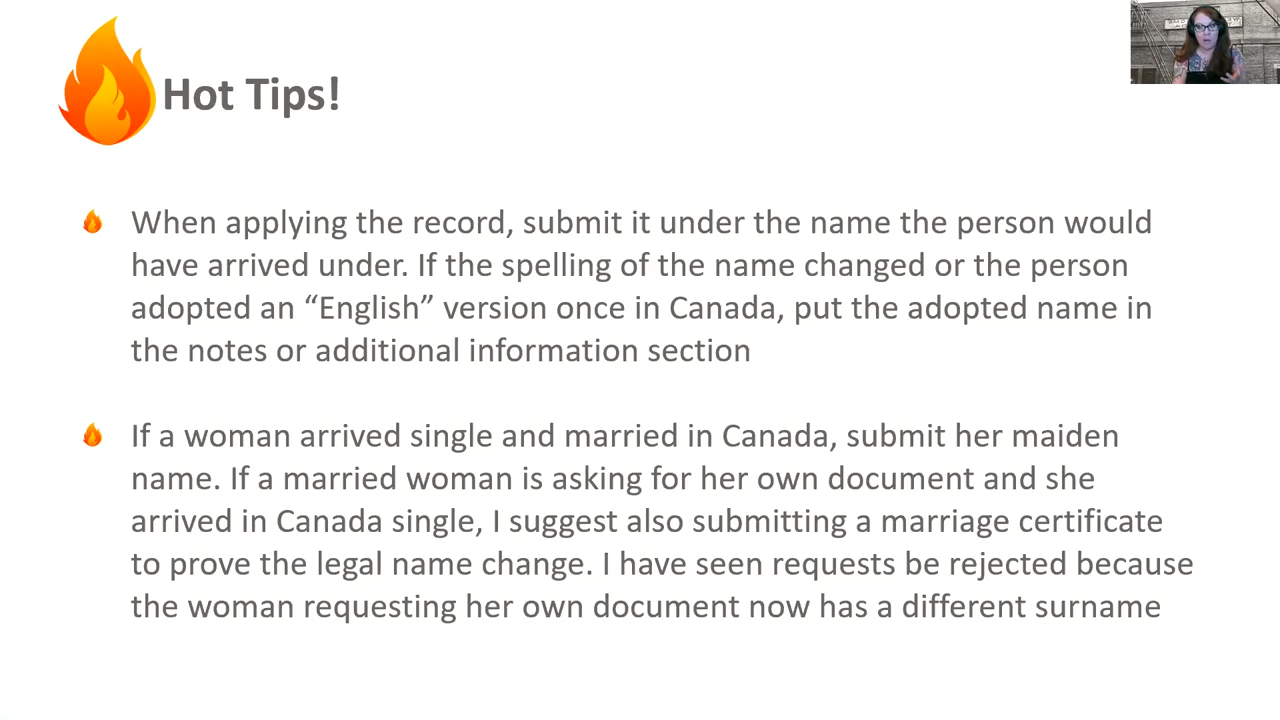 Hot Tips!
When applying the record, submit it under the name the person would
have arrived under. If the spelling of the name changed or the person
adopted an “English” version once in Canada, put the adopted name in
the notes or additional information section
If a woman arrived single and married in Canada, submit her maiden
name. If a married woman is asking for her own document and she
arrived in Canada single, I suggest also submitting a marriage certificate
to prove the legal name change. I have seen requests be rejected because
the woman requesting her own document now has a different surname